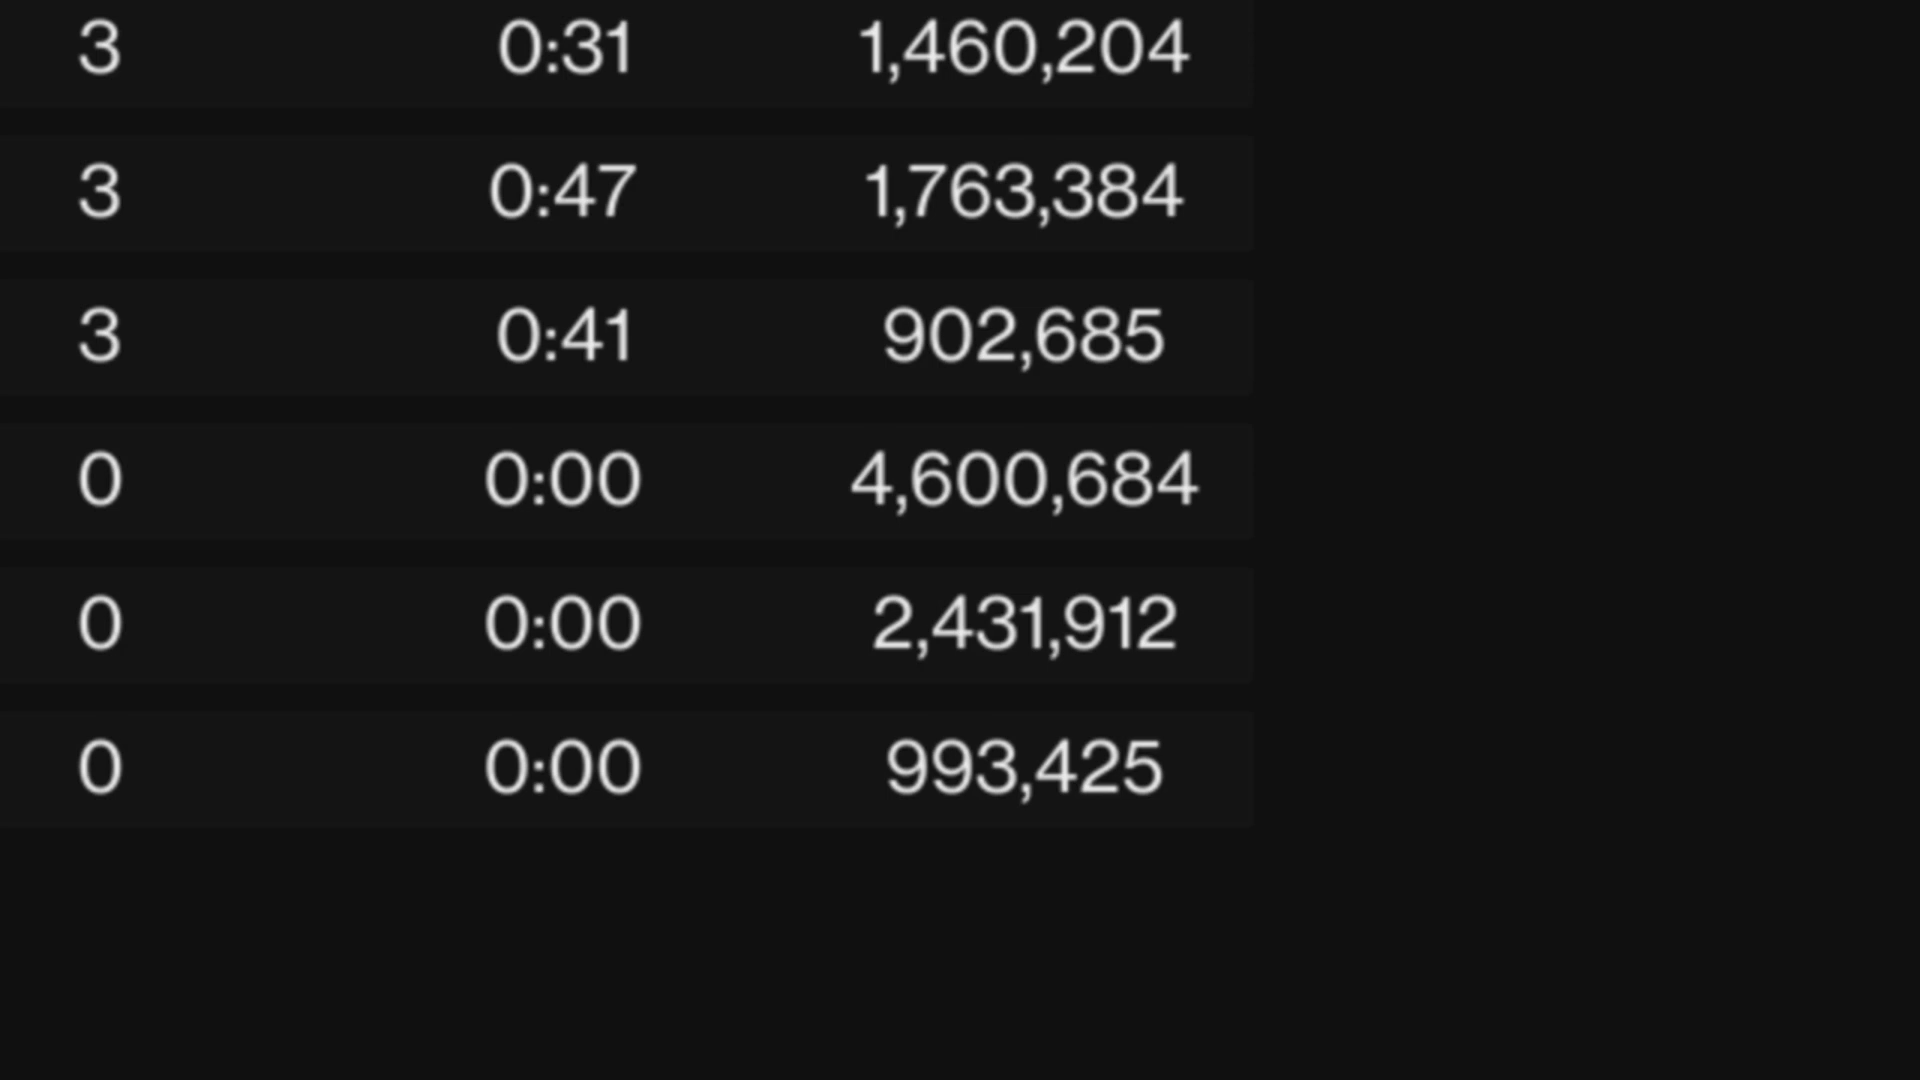 3 0:31 1,460,204
3 0:47 1,763,384
3 0:41 902,685
0 0:00 4,600,684
0 0:00 2,431,912
0 0:00 993,425